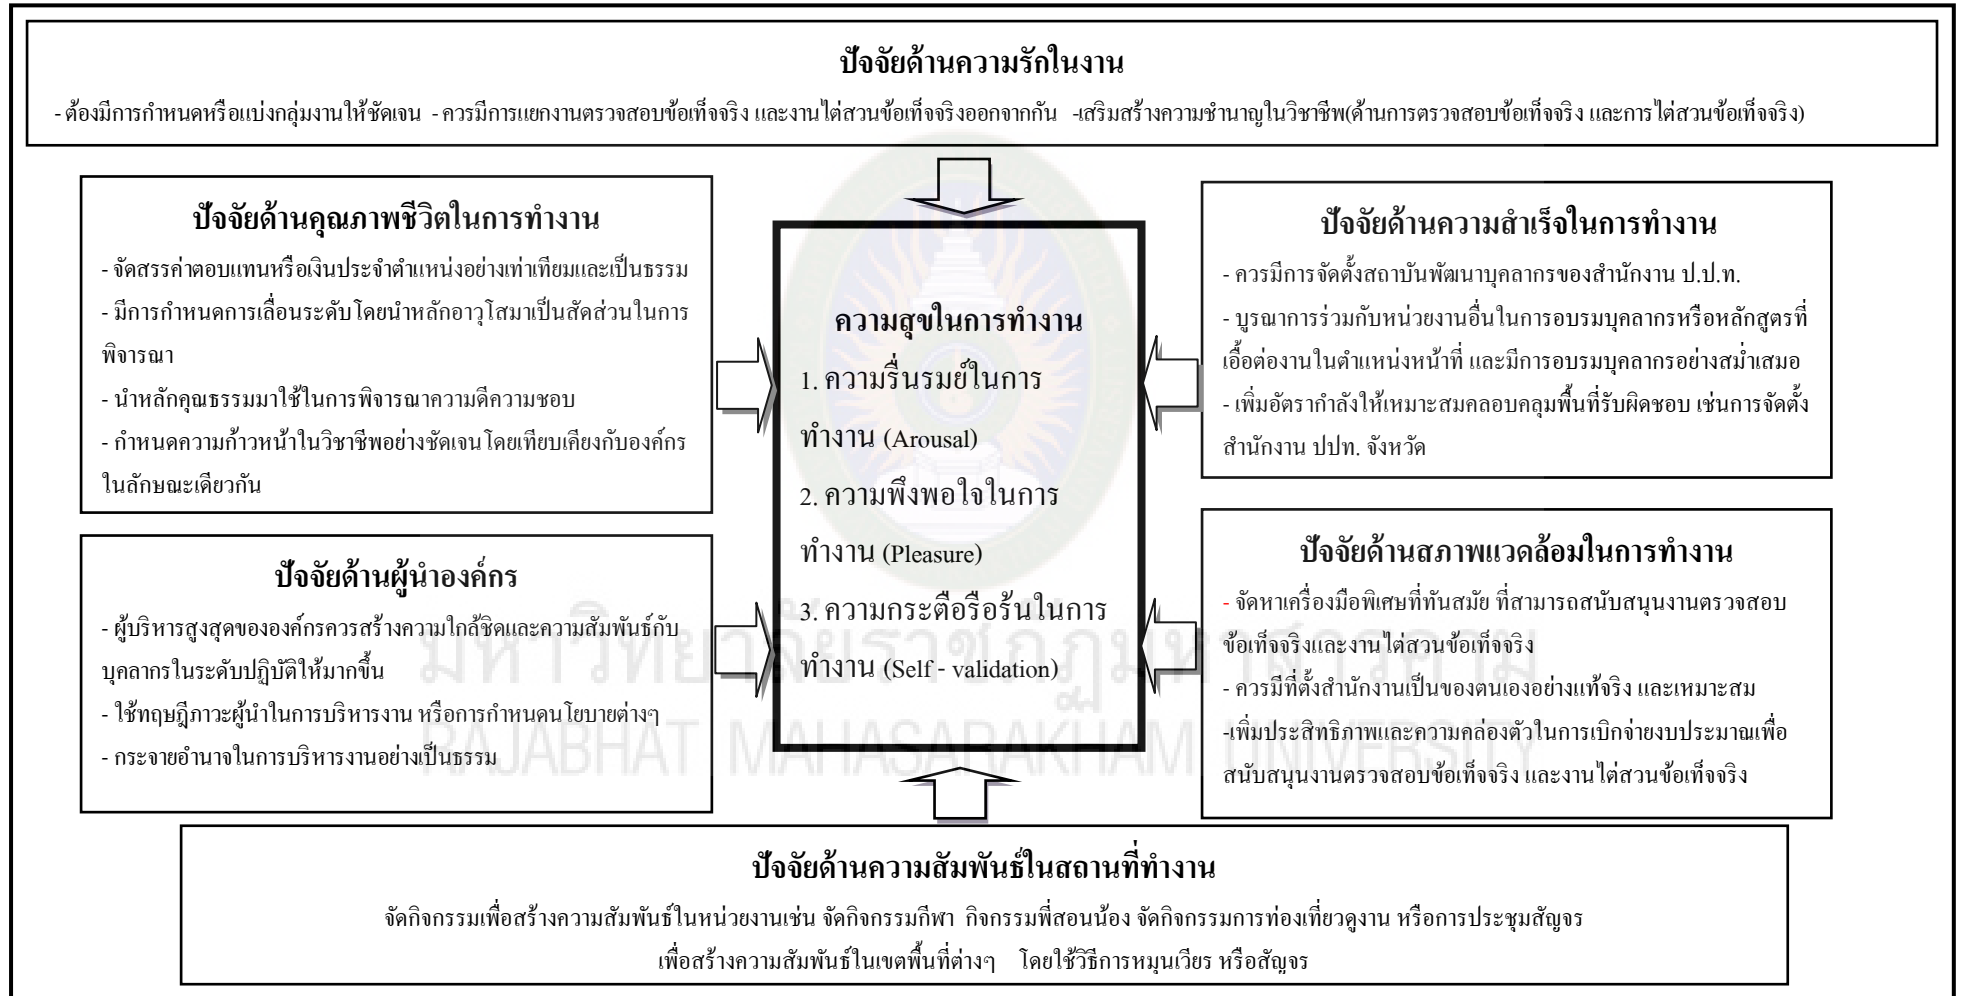 ปัจจัยด้านความรักในงาน
- ต้องมีการกำหนดหรือแบ่งกลุ่มงานให้ชัดเจน - ควรมีการแยกงานตรวจสอบข้อเท็จจริง และงานไต่สวนข้อเท็จจริงออกจากกัน -เสริมสร้างความชำนาญในวิชาชีพ(ด้านการตรวจสอบข้อเท็จจริง และการไต่สวนข้อเท็จจริง)
ปัจจัยด้านคุณภาพชีวิตในการทำงาน
- จัดสรรค่าตอบแทนหรือเงินประจำตำแหน่งอย่างเท่าเทียมและเป็นธรรม
- มีการกำหนดการเลื่อนระดับโดยนำหลักอาวุโสมาเป็นสัดส่วนในการ
พิจารณา
- นำหลักคุณธรรมมาใช้ในการพิจารณาความดีความชอบ
- กำหนดความก้าวหน้าในวิชาชีพอย่างชัดเจนโดยเทียบเคียงกับองค์กร
ในลักษณะเดียวกัน
ปัจจัยด้านผู้นำองค์กร
- ผู้บริหารสูงสุดขององค์กรควรสร้างความใกล้ชิดและความสัมพันธ์กับ
บุคลากรในระดับปฏิบัติให้มากขึ้น
- ใช้ทฤษฎีภาวะผู้นำในการบริหารงาน หรือการกำหนดนโยบายต่างๆ
- กระจายอำนาจในการบริหารงานอย่างเป็นธรรม
ความสุขในการทำงาน
1. ความรื่นรมย์ในการ
ทำงาน (Arousal)
2. ความพึงพอใจในการ
ทำงาน (Pleasure)
3. ความกระตือรือร้นในการ
ทำงาน (Self - validation)
ปัจจัยด้านความสำเร็จในการทำงาน
- ควรมีการจัดตั้งสถาบันพัฒนาบุคลากรของสำนักงาน ป.ป.ท.
- บูรณาการร่วมกับหน่วยงานอื่นในการอบรมบุคลากรหรือหลักสูตรที่
เอื้อต่องานในตำแหน่งหน้าที่ และมีการอบรมบุคลากรอย่างสม่ำเสมอ
- เพิ่มอัตรากำลังให้เหมาะสมคลอบคลุมพื้นที่รับผิดชอบ เช่นการจัดตั้ง
สำนักงาน ปปท. จังหวัด
ปัจจัยด้านสภาพแวดล้อมในการทำงาน
- จัดหาเครื่องมือพิเศษที่ทันสมัย ที่สามารถสนับสนุนงานตรวจสอบ
ข้อเท็จจริงและงานไต่สวนข้อเท็จจริง
- ควรมีที่ตั้งสำนักงานเป็นของตนเองอย่างแท้จริง และเหมาะสม
-เพิ่มประสิทธิภาพและความคล่องตัวในการเบิกจ่ายงบประมาณเพื่อ
สนับสนุนงานตรวจสอบข้อเท็จจริง และงานไต่สวนข้อเท็จจริง
มหาวิทยาลัยราชภัฏมหาสารคาม
RAJABHAT MAHASARAKHAM UNIVERSITY
ปัจจัยด้านความสัมพันธ์ในสถานที่ทำงาน
จัดกิจกรรมเพื่อสร้างความสัมพันธ์ในหน่วยงานเช่น จัดกิจกรรมกีฬา กิจกรรมพี่สอนน้อง จัดกิจกรรมการท่องเที่ยวดูงาน หรือการประชุมสัญจร
เพื่อสร้างความสัมพันธ์ในเขตพื้นที่ต่างๆ โดยใช้วิธีการหมุนเวียร หรือสัญจร